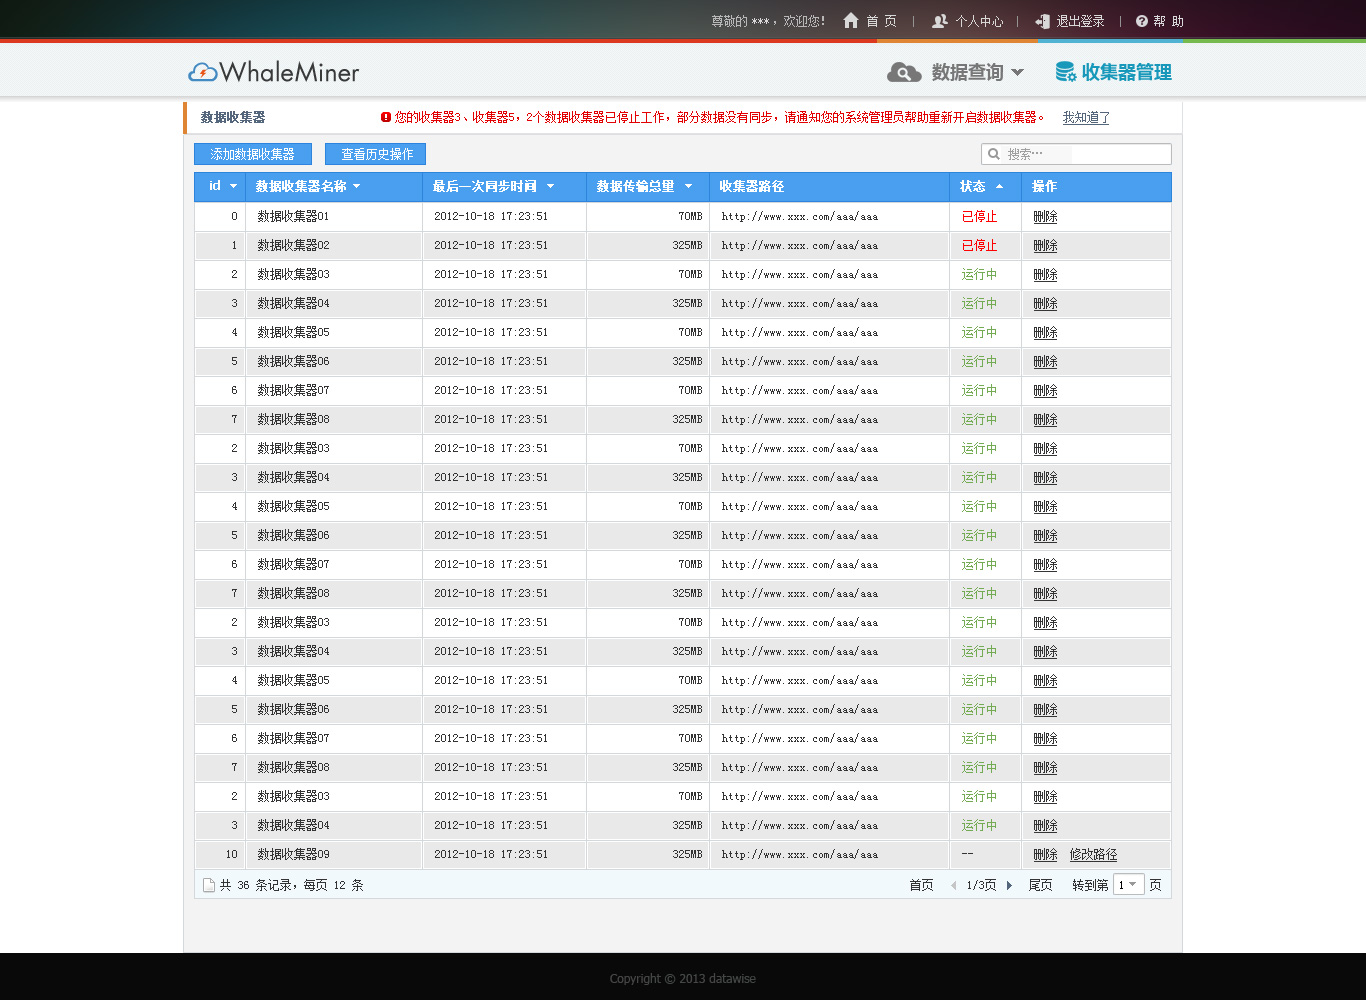 尊敬的 *** ，欢迎您！ 首 页 | 个人中心 | 退出登录 | 帮 助
WhaleMiner 数据查询 收集器管理
数据收集器 您的收集器3、收集器5，2个数据收集器已停止工作，部分数据没有同步，请通知您的系统管理员帮助重新开启数据收集器。 我知道了
添加数据收集器 查看历史操作 搜索…
id 数据收集器名称 最后一次同步时间 数据传输总量 收集器路径 状态 操作
0 数据收集器01 2012-10-18 17:23:51 70MB http://www.xxx.com/aaa/aaa 已停止 删除
1 数据收集器02 2012-10-18 17:23:51 325MB http://www.xxx.com/aaa/aaa 已停止 删除
2 数据收集器03 2012-10-18 17:23:51 70MB http://www.xxx.com/aaa/aaa 运行中 删除
3 数据收集器04 2012-10-18 17:23:51 325MB http://www.xxx.com/aaa/aaa 运行中 删除
4 数据收集器05 2012-10-18 17:23:51 70MB http://www.xxx.com/aaa/aaa 运行中 删除
5 数据收集器06 2012-10-18 17:23:51 325MB http://www.xxx.com/aaa/aaa 运行中 删除
6 数据收集器07 2012-10-18 17:23:51 70MB http://www.xxx.com/aaa/aaa 运行中 删除
7 数据收集器08 2012-10-18 17:23:51 325MB http://www.xxx.com/aaa/aaa 运行中 删除
2 数据收集器03 2012-10-18 17:23:51 70MB http://www.xxx.com/aaa/aaa 运行中 删除
3 数据收集器04 2012-10-18 17:23:51 325MB http://www.xxx.com/aaa/aaa 运行中 删除
4 数据收集器05 2012-10-18 17:23:51 70MB http://www.xxx.com/aaa/aaa 运行中 删除
5 数据收集器06 2012-10-18 17:23:51 325MB http://www.xxx.com/aaa/aaa 运行中 删除
6 数据收集器07 2012-10-18 17:23:51 70MB http://www.xxx.com/aaa/aaa 运行中 删除
7 数据收集器08 2012-10-18 17:23:51 325MB http://www.xxx.com/aaa/aaa 运行中 删除
2 数据收集器03 2012-10-18 17:23:51 70MB http://www.xxx.com/aaa/aaa 运行中 删除
3 数据收集器04 2012-10-18 17:23:51 325MB http://www.xxx.com/aaa/aaa 运行中 删除
4 数据收集器05 2012-10-18 17:23:51 70MB http://www.xxx.com/aaa/aaa 运行中 删除
5 数据收集器06 2012-10-18 17:23:51 325MB http://www.xxx.com/aaa/aaa 运行中 删除
6 数据收集器07 2012-10-18 17:23:51 70MB http://www.xxx.com/aaa/aaa 运行中 删除
7 数据收集器08 2012-10-18 17:23:51 325MB http://www.xxx.com/aaa/aaa 运行中 删除
2 数据收集器03 2012-10-18 17:23:51 70MB http://www.xxx.com/aaa/aaa 运行中 删除
3 数据收集器04 2012-10-18 17:23:51 325MB http://www.xxx.com/aaa/aaa 运行中 删除
10 数据收集器09 2012-10-18 17:23:51 325MB http://www.xxx.com/aaa/aaa -- 删除 修改路径
共 36 条记录，每页 12 条 首页 1/3页 尾页 转到第 1 页
Copyright © 2013 datawise